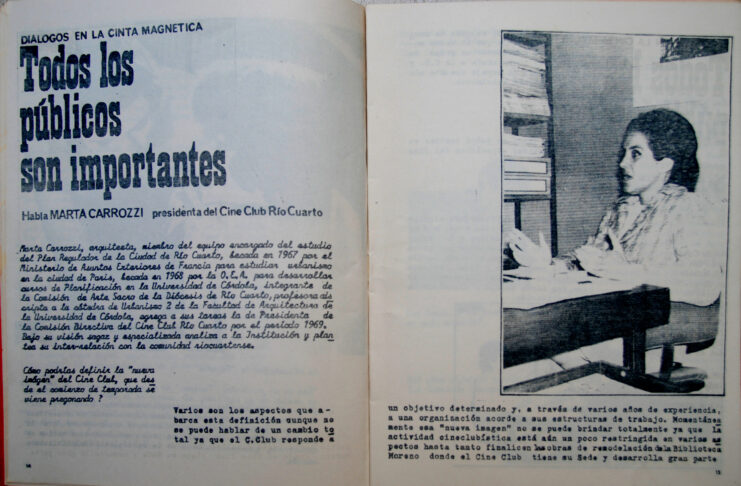 DIALOGOS EN LA CINTA MAGNETICA
Todos los
públicos
son importantes
Habla MARTA CARROZZI presidenta del Cine Club Río Cuarto
Marta Carrozzi, arquitecta, miembro del equipo encargado del estudio
del Plan Regulador de la Ciudad de Río Cuarto, becada en 1967 por el
Ministerio de Asuntos Exteriores de Francia para estudiar urbanismo
en la ciudad de París, becada en 1968 por la O.E.A. para desarrollar
cursos de Planificación en la Universidad de Córdoba, integrante de
la Comisión de Arte Sacro de la Diócesis de Río Cuarto, profesora ads
cripta a la cátedra de Urbanismo 2 de la Facultad de Arquitectura de
la Universidad de Córdoba, agrega a sus tareas la de Presidenta de
la Comisión Directiva del Cine Club Río Cuarto por el período 1969.
Bajo su visión sagaz y especializada analiza la Institución y plan
tea su inter-relación con la comunidad riocuartense.
Cómo podrías definir la "nueva
imágen" del Cine Club, que des
de el comienzo de temporada se
viene pregonando ?
Varios son los aspectos que a-
barca esta definición aunque no
se puede hablar de un cambio to
tal ya que el C.Club responde a
14
un objetivo determinado y, a través de varios años de experiencia,
a una organización acorde a sus estructuras de trabajo. Momentánea
mente esa "nueva imagen" no se puede brindar totalmente ya que la
actividad cineclubística está aún un poco restringida en varios as
pectos hasta tanto finalicen las obras de remodelación de la Biblioteca
Moreno donde el Cine Club tiene su Sede y desarrolla gran parte
15